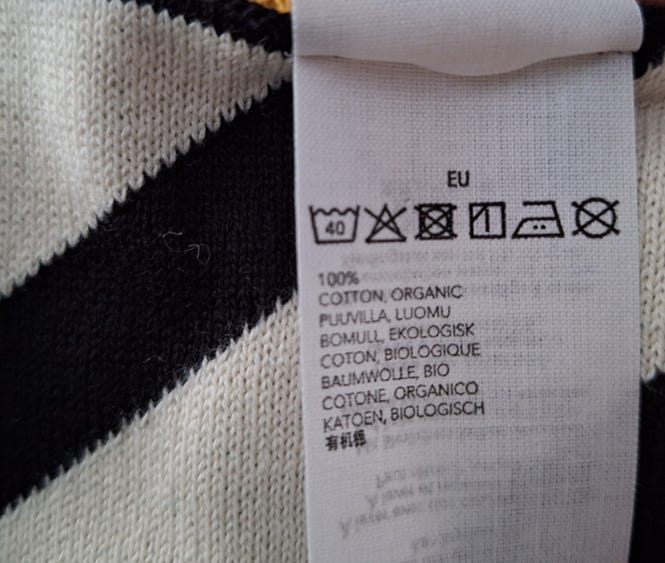 EU
40
100%
COTTON, ORGANIC
PUUVILLA, LUOMU
BOMULL, EKOLOGISK
COTON, BIOLOGIQUE
BAUMWOLLE, BIO
COTONE, ORGANICO
KATOEN, BIOLOGISCH
有机棉